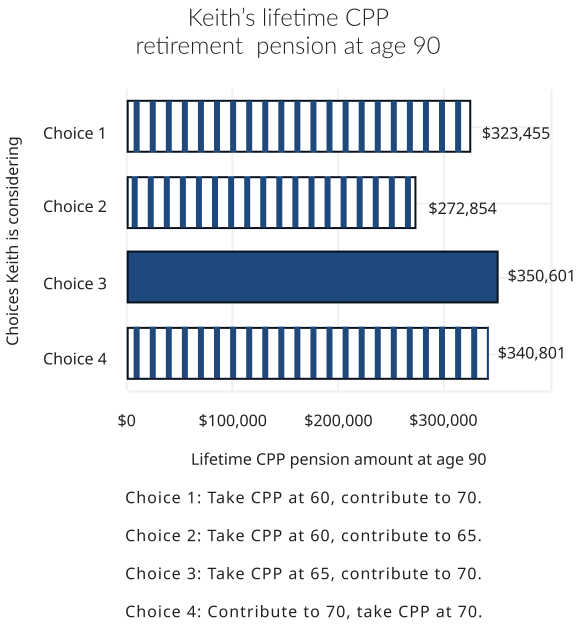 Keith’s lifetime CPP
retirement pension at age 90
Choices Keith is considering
Choice 1
$323,455
Choice 2
$272,854
Choice 3
$350,601
Choice 4
$340,801
$0 $100,000 $200,000 $300,000
Lifetime CPP pension amount at age 90
Choice 1: Take CPP at 60, contribute to 70.
Choice 2: Take CPP at 60, contribute to 65.
Choice 3: Take CPP at 65, contribute to 70.
Choice 4: Contribute to 70, take CPP at 70.